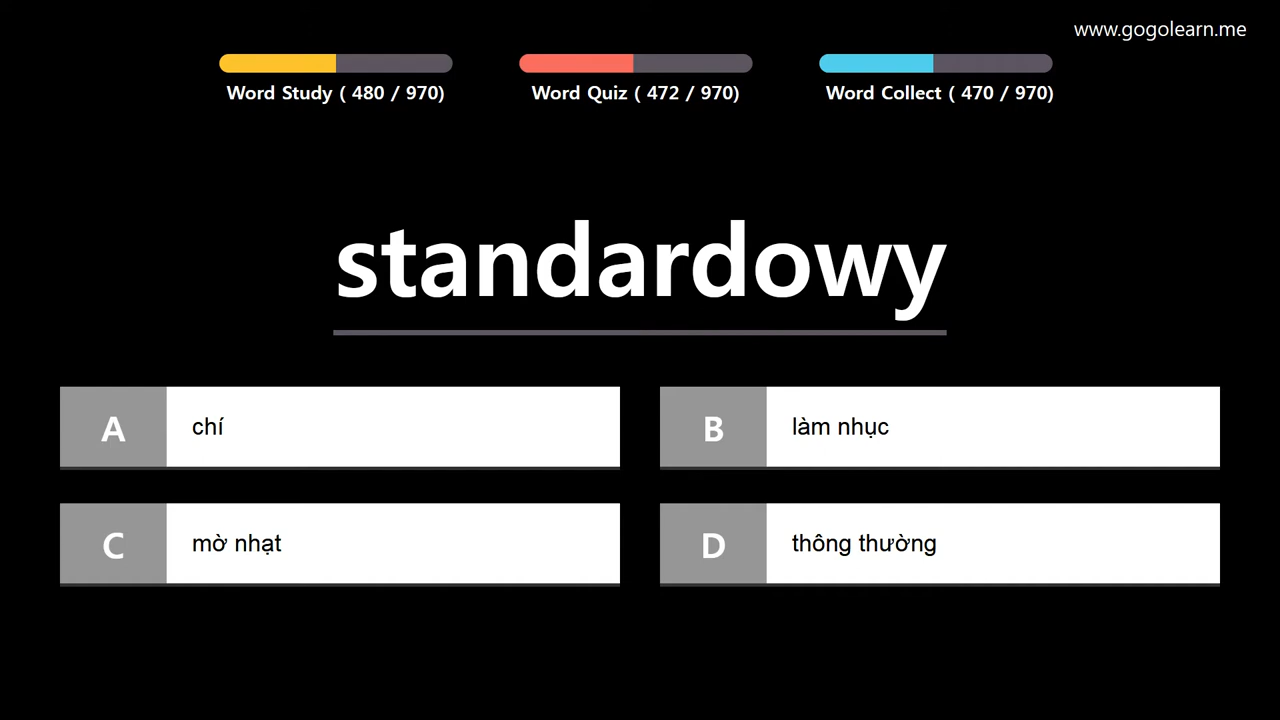 www.gogolearn.me
Word Study ( 480 / 970)
Word Quiz ( 472 / 970)
Word Collect ( 470 / 970)
standardowy
A chí
B làm nhục
C mờ nhạt
D thông thường